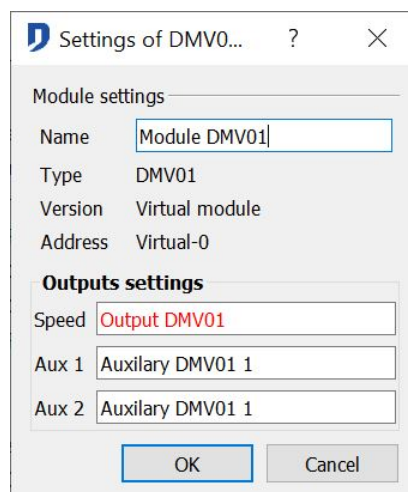 Settings of DMV0... ?
Module settings
Name Module DMV01
Type DMV01
Version Virtual module
Address Virtual-0
Outputs settings
Speed Output DMV01
Aux 1 Auxilary DMV01 1
Aux 2 Auxilary DMV01 1
OK Cancel